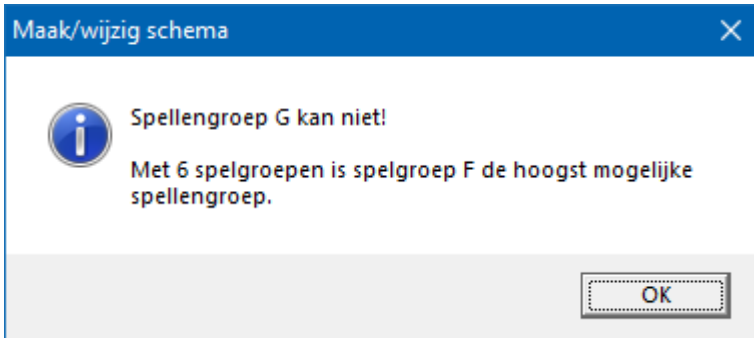 Maak/wijzig schema
Spellengroep G kan niet!
Met 6 spelgroepen is spelgroep F de hoogst mogelijke
spellengroep.
OK